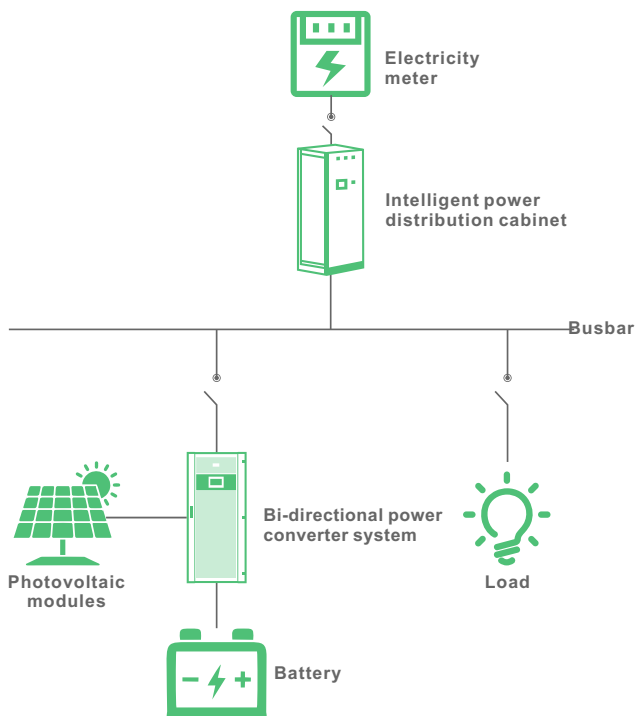 Electricity
meter
Intelligent power
distribution cabinet
Busbar
Bi-directional power
converter system
Photovoltaic
modules
Load
Battery